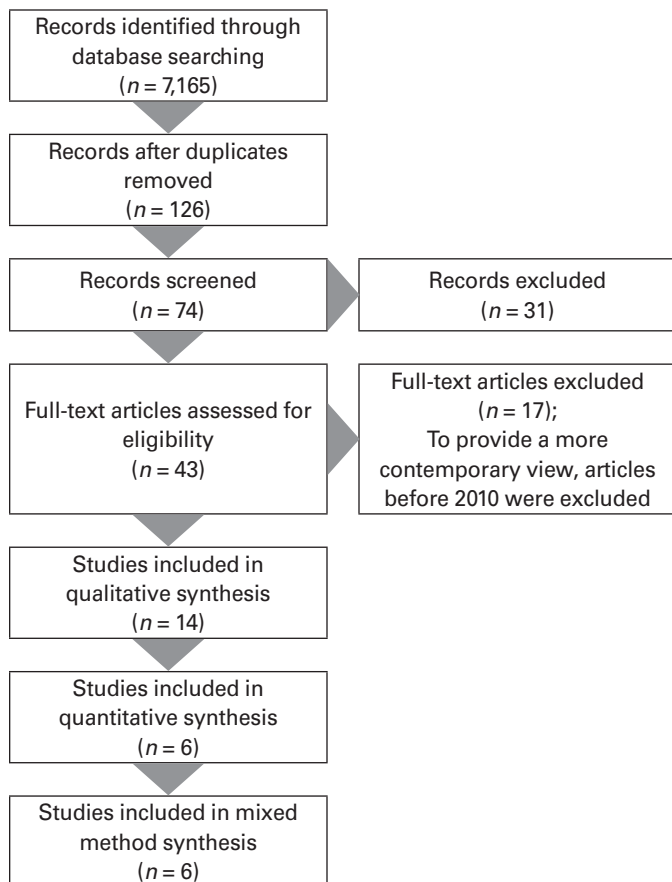 Records identified through
database searching
(n = 7,165)
Records after duplicates
removed
(n = 126)
Records screened
(n = 74)
Records excluded
(n = 31)
Full-text articles assessed for
eligibility
(n = 43)
Full-text articles excluded
(n = 17);
To provide a more
contemporary view, articles
before 2010 were excluded
Studies included in
qualitative synthesis
(n = 14)
Studies included in
quantitative synthesis
(n = 6)
Studies included in mixed
method synthesis
(n = 6)